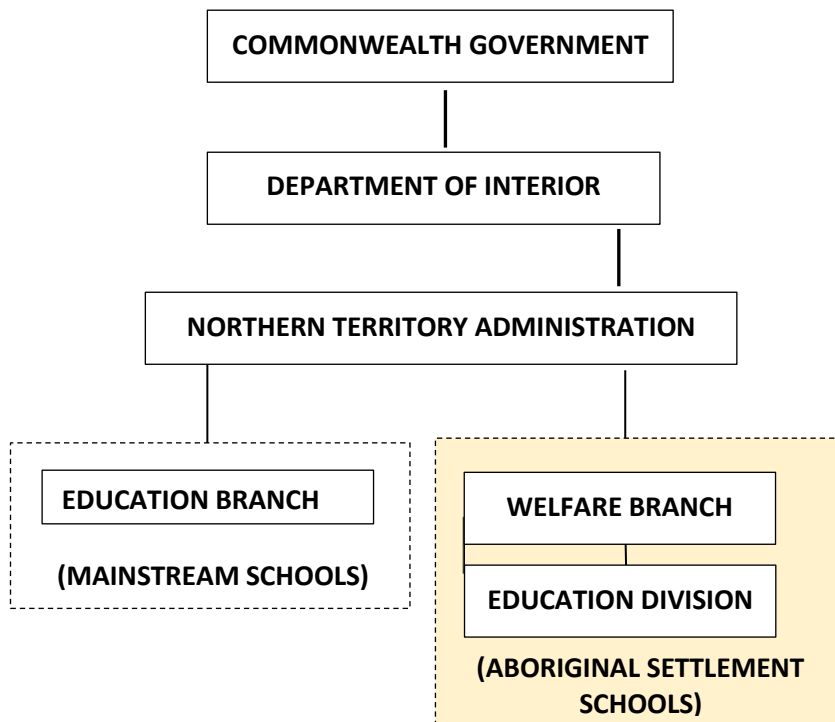 COMMONWEALTH GOVERNMENT
DEPARTMENT OF INTERIOR
NORTHERN TERRITORY ADMINISTRATION
EDUCATION BRANCH
(MAINSTREAM SCHOOLS)
WELFARE BRANCH
EDUCATION DIVISION
(ABORIGINAL SETTLEMENT
SCHOOLS)